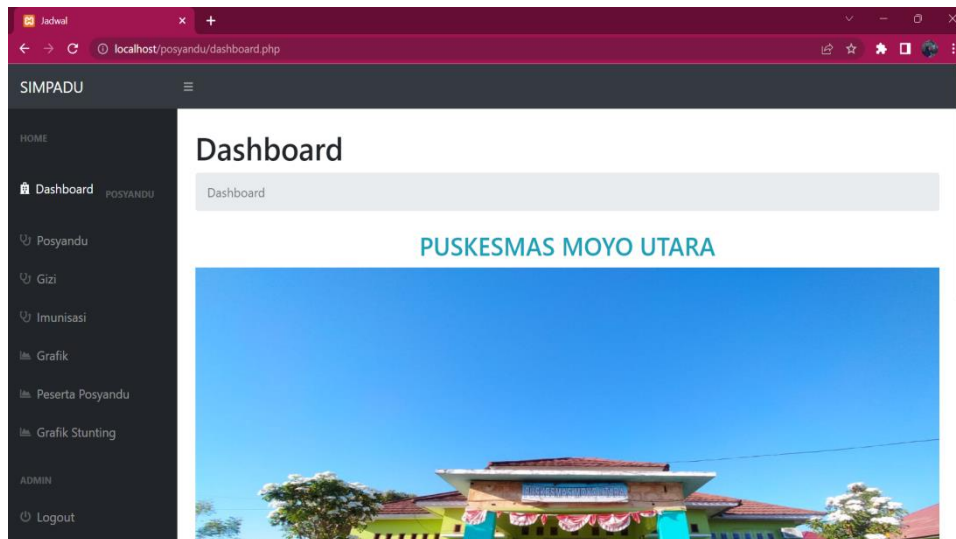 Jadwal
localhost/posyandu/dashboard.php
SIMPADU
HOME
Dashboard
POSYANDU
Posyandu
Gizi
Imunisasi
Grafik
Peserta Posyandu
Grafik Stunting
ADMIN
Logout
Dashboard
Dashboard
PUSKESMAS MOYO UTARA